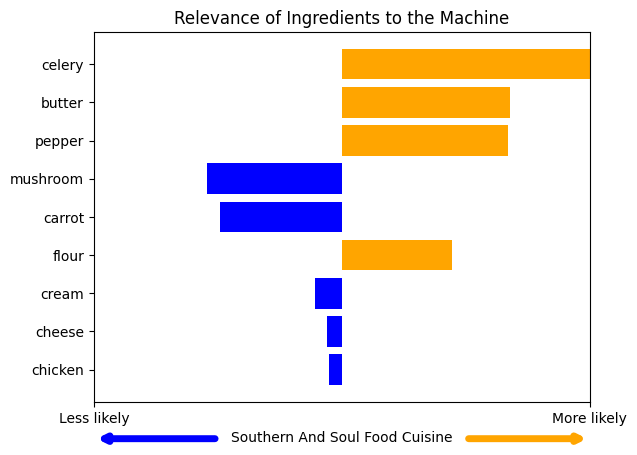 Relevance of Ingredients to the Machine
celery
butter
pepper
mushroom
carrot
flour
cream
cheese
chicken
Less likely
More likely
Southern And Soul Food Cuisine